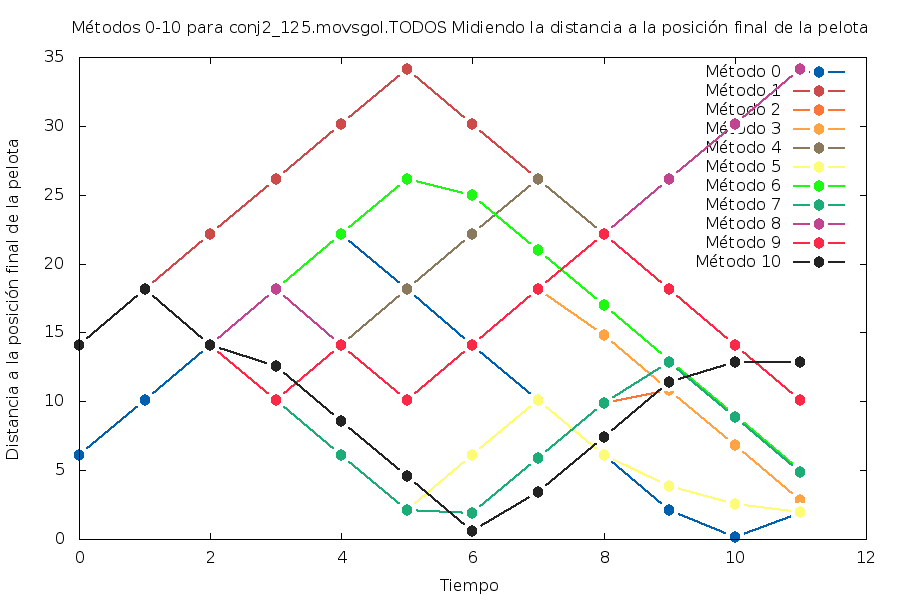 Métodos 0-10 para conj2_125.movsgol.TODOS Midiendo la distancia a la posición final de la pelota
35
30
25
20
15
10
5
0
Distancia a la posición final de la pelota
Método 0
Método 1
Método 2
Método 3
Método 4
Método 5
Método 6
Método 7
Método 8
Método 9
Método 10
0 2 4 6 8 10 12
Tiempo